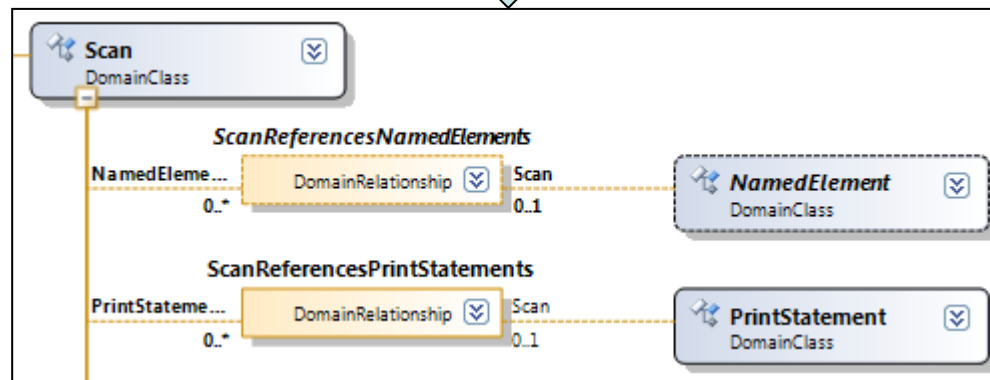 Scan
DomainClass
ScanReferencesNamedElements
NamedEleme... DomainRelationship Scan NamedElement
0..* 0..1 DomainClass
ScanReferencesPrintStatements
PrintStateme... DomainRelationship Scan PrintStatement
0..* 0..1 DomainClass